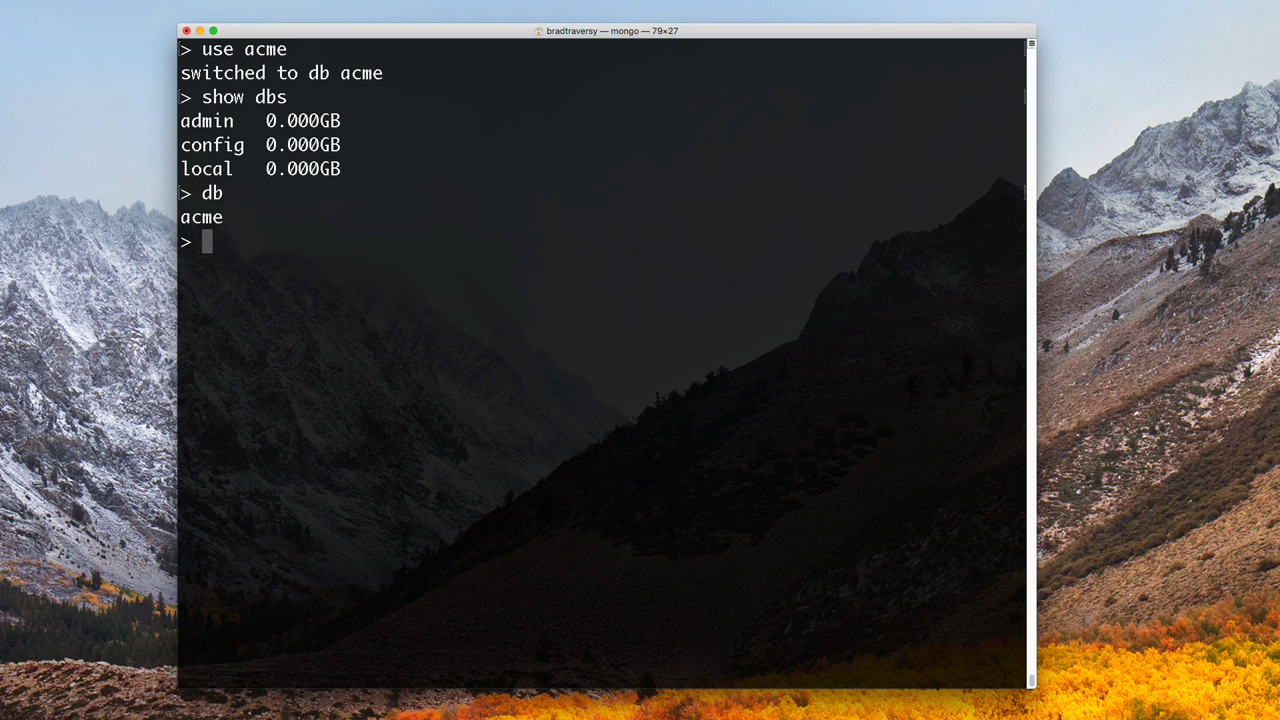 bradtraversy — mongo — 79×27
> use acme
switched to db acme
> show dbs
admin   0.000GB
config  0.000GB
local   0.000GB
> db
acme
>